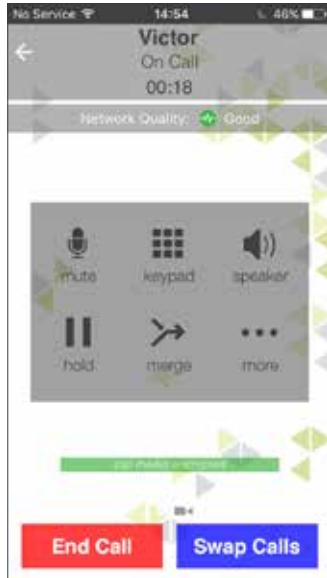 No Service 14:54 46%
Victor
On Call
00:18
Network Quality: Good
mute keypad speaker
hold merge more
End Call Swap Calls